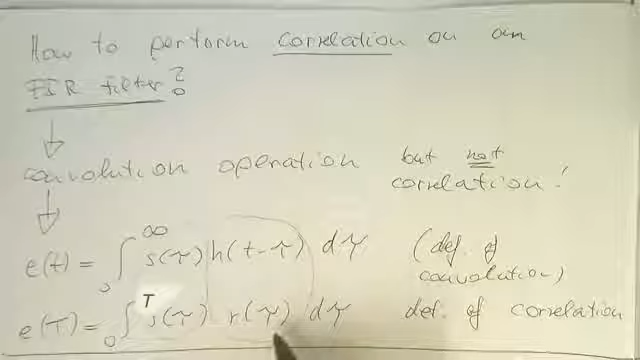 How to perform correlation on an
FIR filter?
convolution operation but not
correlation!
e(t) = ∫₀^∞ s(τ) h(t-τ) dτ (def. of
convolution)
e(T) = ∫₀^T s(τ) r(τ) dτ def. of correlation